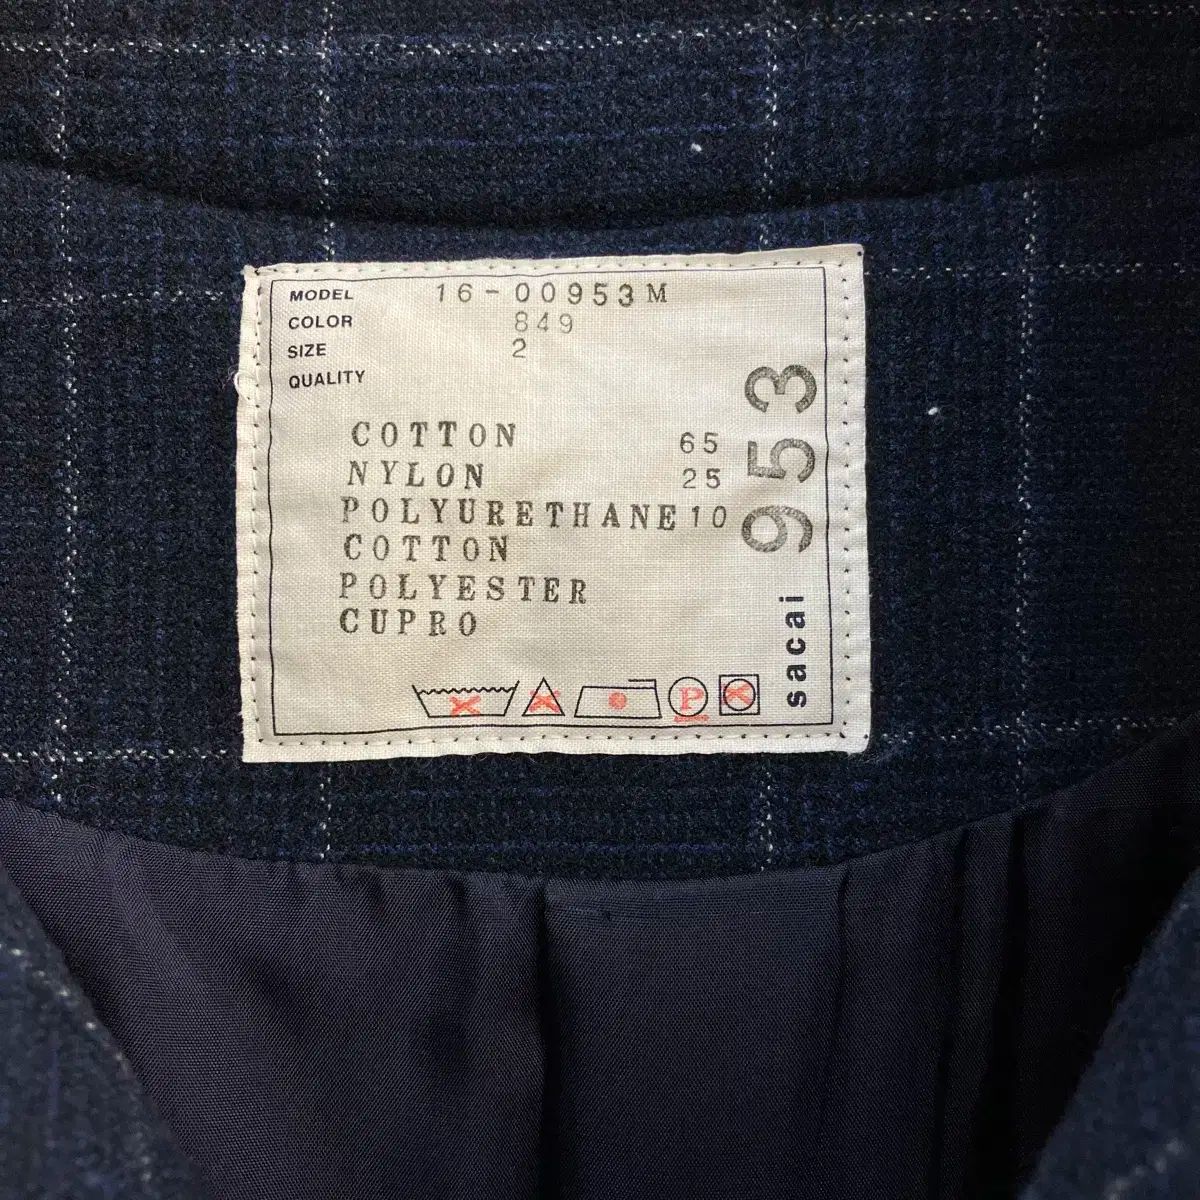 MODEL 16-00953M
COLOR 849
SIZE 2
QUALITY
COTTON 65
NYLON 25
POLYURETHANE 10
COTTON
POLYESTER
CUPRO
P
953
sacai